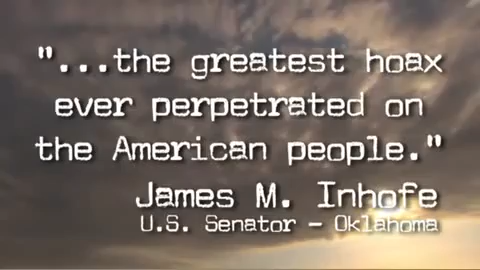 "...the greatest hoax
ever perpetrated on
the American people."
James M. Inhofe
U.S. Senator - Oklahoma